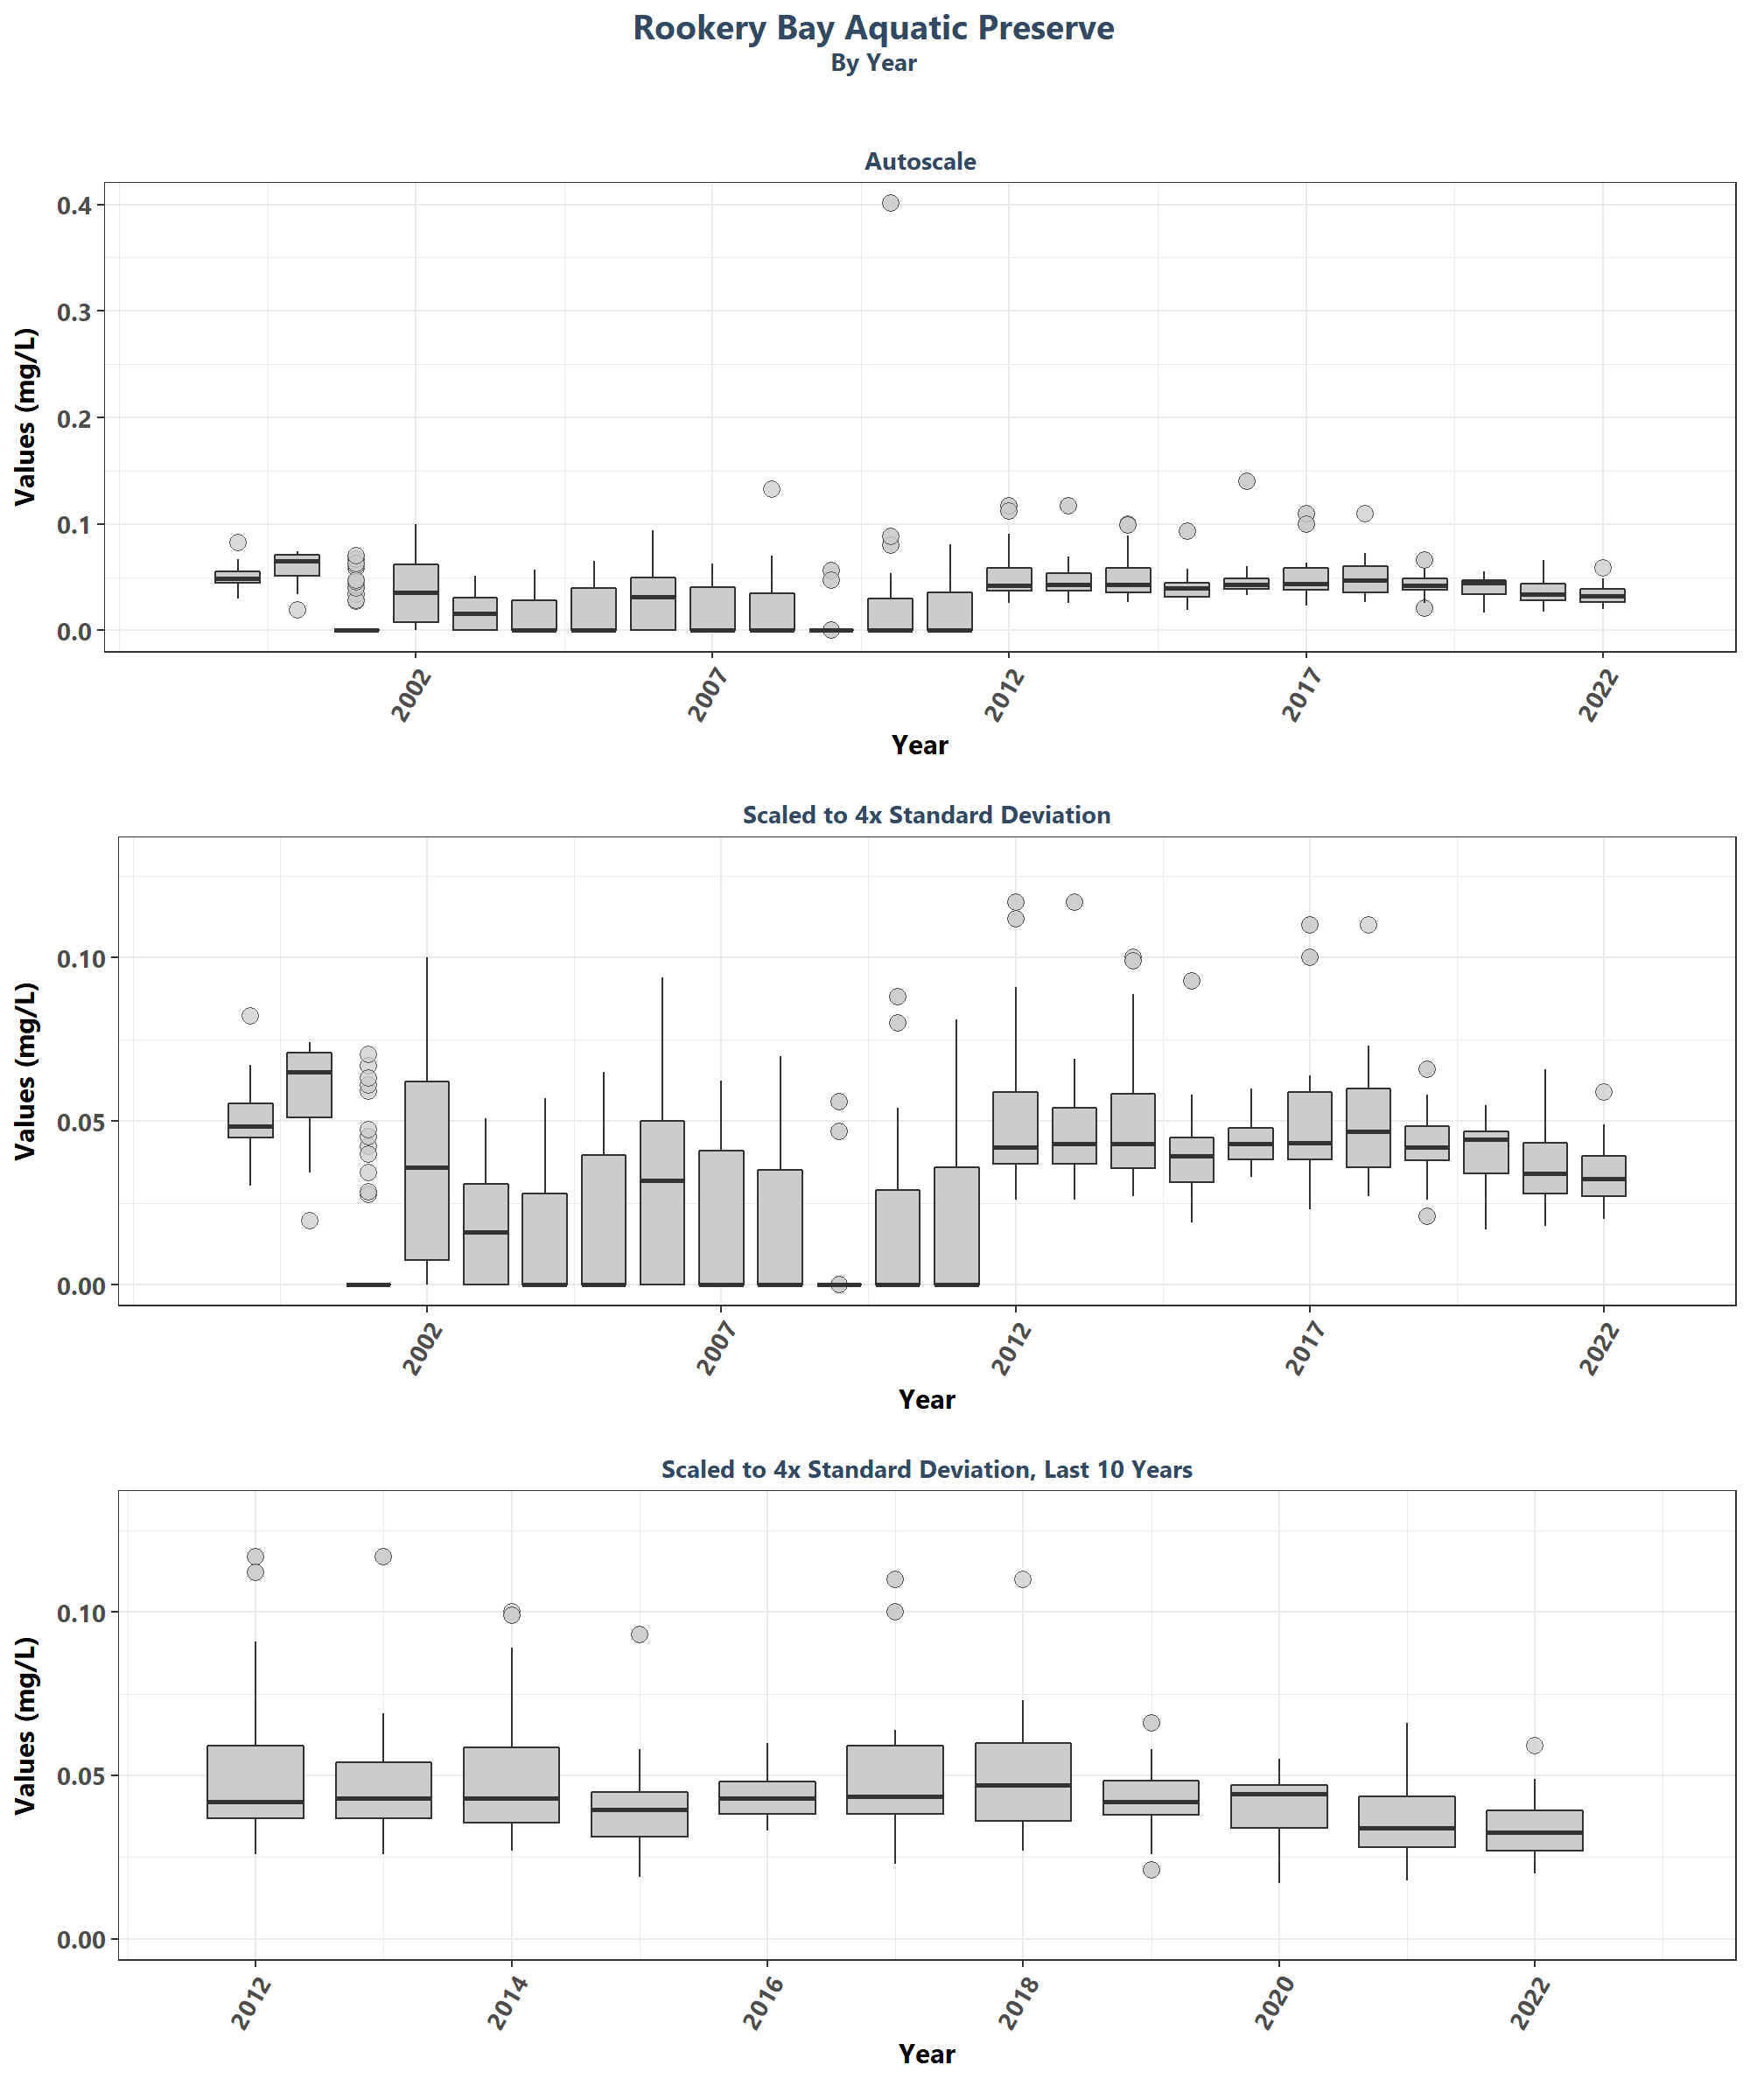 Rookery Bay Aquatic Preserve
By Year
Autoscale
0.4
0.3
0.2
0.1
0.0
Values (mg/L)
2002 2007 2012 2017 2022
Year
Scaled to 4x Standard Deviation
0.10
0.05
0.00
Values (mg/L)
2002 2007 2012 2017 2022
Year
Scaled to 4x Standard Deviation, Last 10 Years
0.10
0.05
0.00
Values (mg/L)
2012 2014 2016 2018 2020 2022
Year